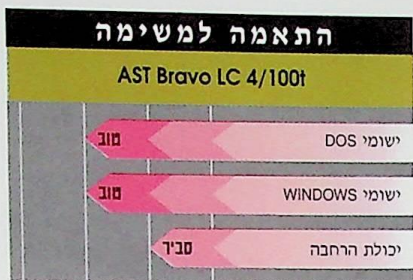 התאמה למשימה
AST Bravo LC 4/100t
ישומי DOS טוב
ישומי WINDOWS טוב
יכולת הרחבה סביר